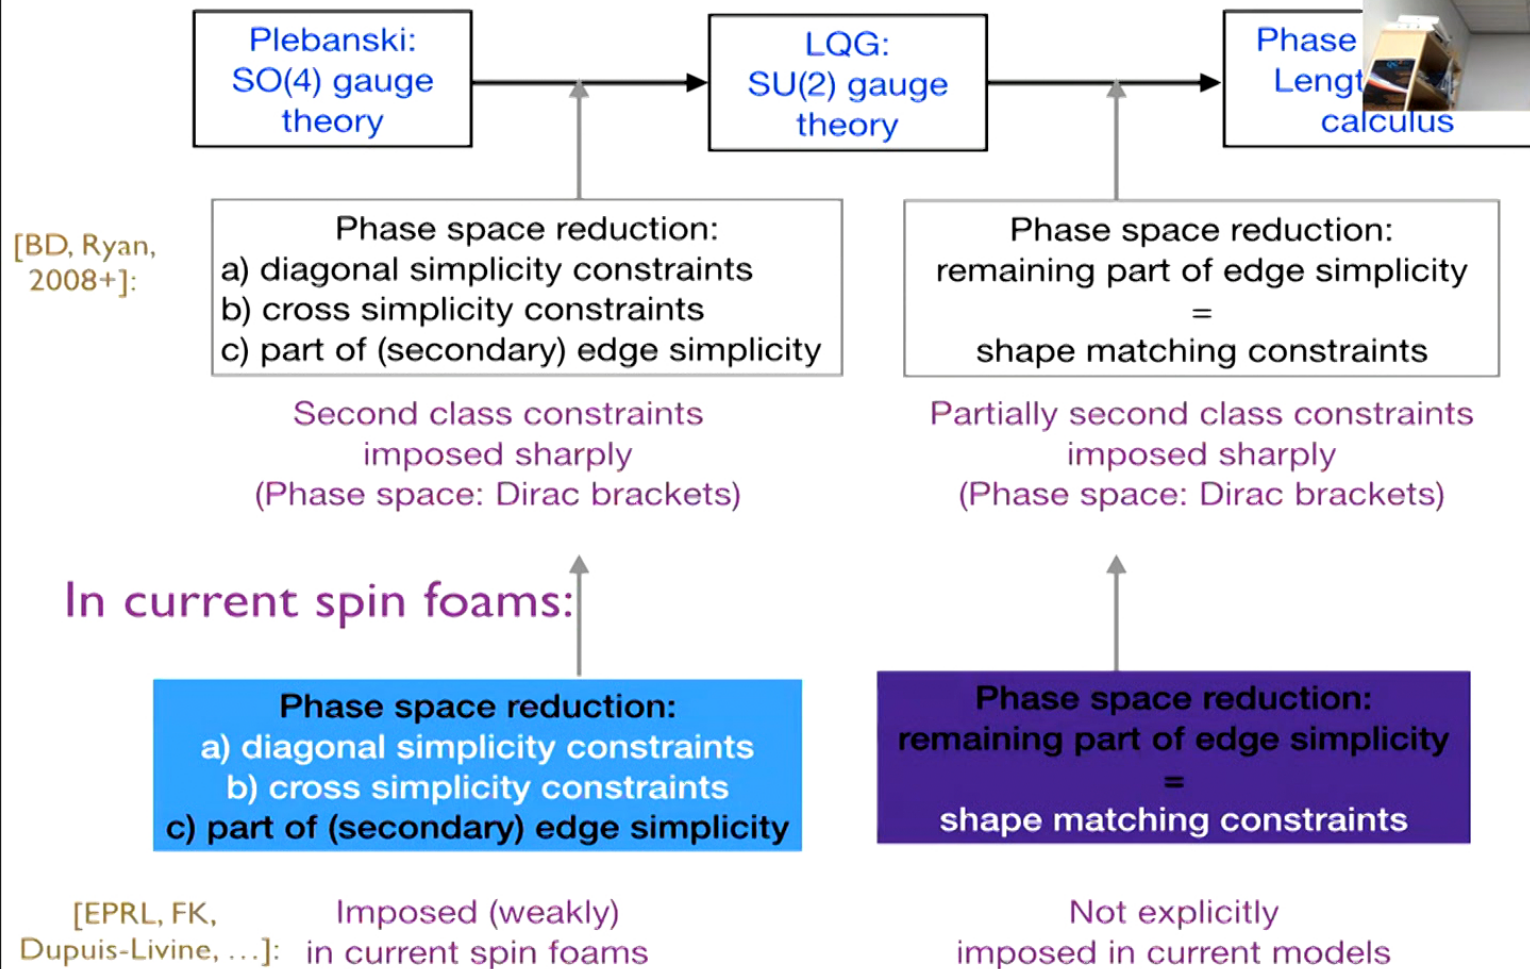 Plebanski:
SO(4) gauge
theory
LQG:
SU(2) gauge
theory
Phase
calculus
[BD, Ryan,
2008+]:
Phase space reduction:
a) diagonal simplicity constraints
b) cross simplicity constraints
c) part of (secondary) edge simplicity
Phase space reduction:
remaining part of edge simplicity
=
shape matching constraints
Second class constraints
imposed sharply
(Phase space: Dirac brackets)
Partially second class constraints
imposed sharply
(Phase space: Dirac brackets)
In current spin foams:
Phase space reduction:
a) diagonal simplicity constraints
b) cross simplicity constraints
c) part of (secondary) edge simplicity
Phase space reduction:
remaining part of edge simplicity
=
shape matching constraints
[EPRL, FK,
Dupuis-Livine, ...]:
Imposed (weakly)
in current spin foams
Not explicitly
imposed in current models